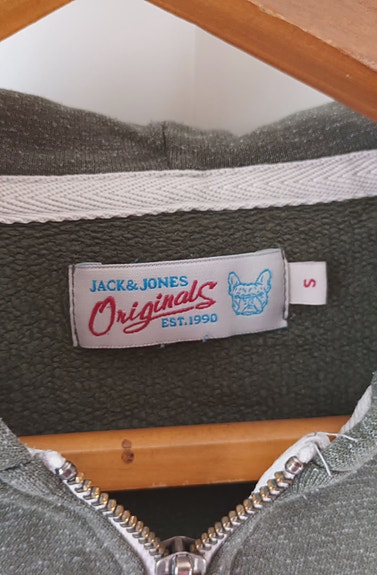 JACK & JONES
Originals
EST. 1990
S